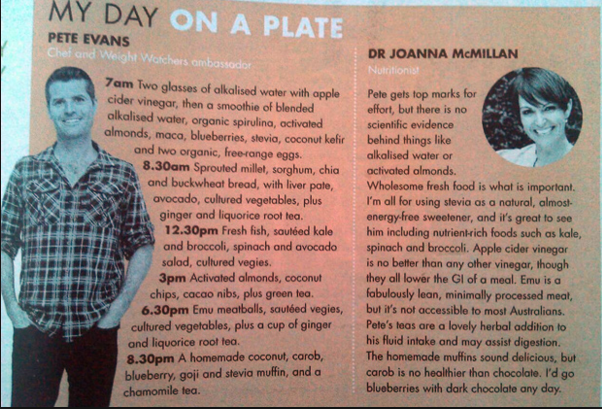 MY DAY ON A PLATE
PETE EVANS
Chef and Weight Watchers ambassador
7am Two glasses of alkalised water with apple
cider vinegar, then a smoothie of blended
alkalised water, organic spirulina, activated
almonds, maca, blueberries, stevia, coconut kefir
and two organic, free-range eggs.
8.30am Sprouted millet, sorghum, chia
and buckwheat bread, with liver pate,
avocado, cultured vegetables, plus
ginger and liquorice root tea.
12.30pm Fresh fish, sautéed kale
and broccoli, spinach and avocado
salad, cultured vegies.
3pm Activated almonds, coconut
chips, cacao nibs, plus green tea.
6.30pm Emu meatballs, sautéed vegies,
cultured vegetables, plus a cup of ginger
and liquorice root tea.
8.30pm A homemade coconut, carob,
blueberry, goji and stevia muffin, and a
chamomile tea.
DR JOANNA McMILLAN
Nutritionist
Pete gets top marks for
effort, but there is no
scientific evidence
behind things like
alkalised water or
activated almonds.
Wholesome fresh food is what is important.
I'm all for using stevia as a natural, almost-
energy-free sweetener, and it's great to see
him including nutrient-rich foods such as kale,
spinach and broccoli. Apple cider vinegar
is no better than any other vinegar, though
they all lower the GI of a meal. Emu is a
fabulously lean, minimally processed meat,
but it's not accessible to most Australians.
Pete's teas are a lovely herbal addition to
his fluid intake and may assist digestion.
The homemade muffins sound delicious, but
carob is no healthier than chocolate. I'd go
blueberries with dark chocolate any day.